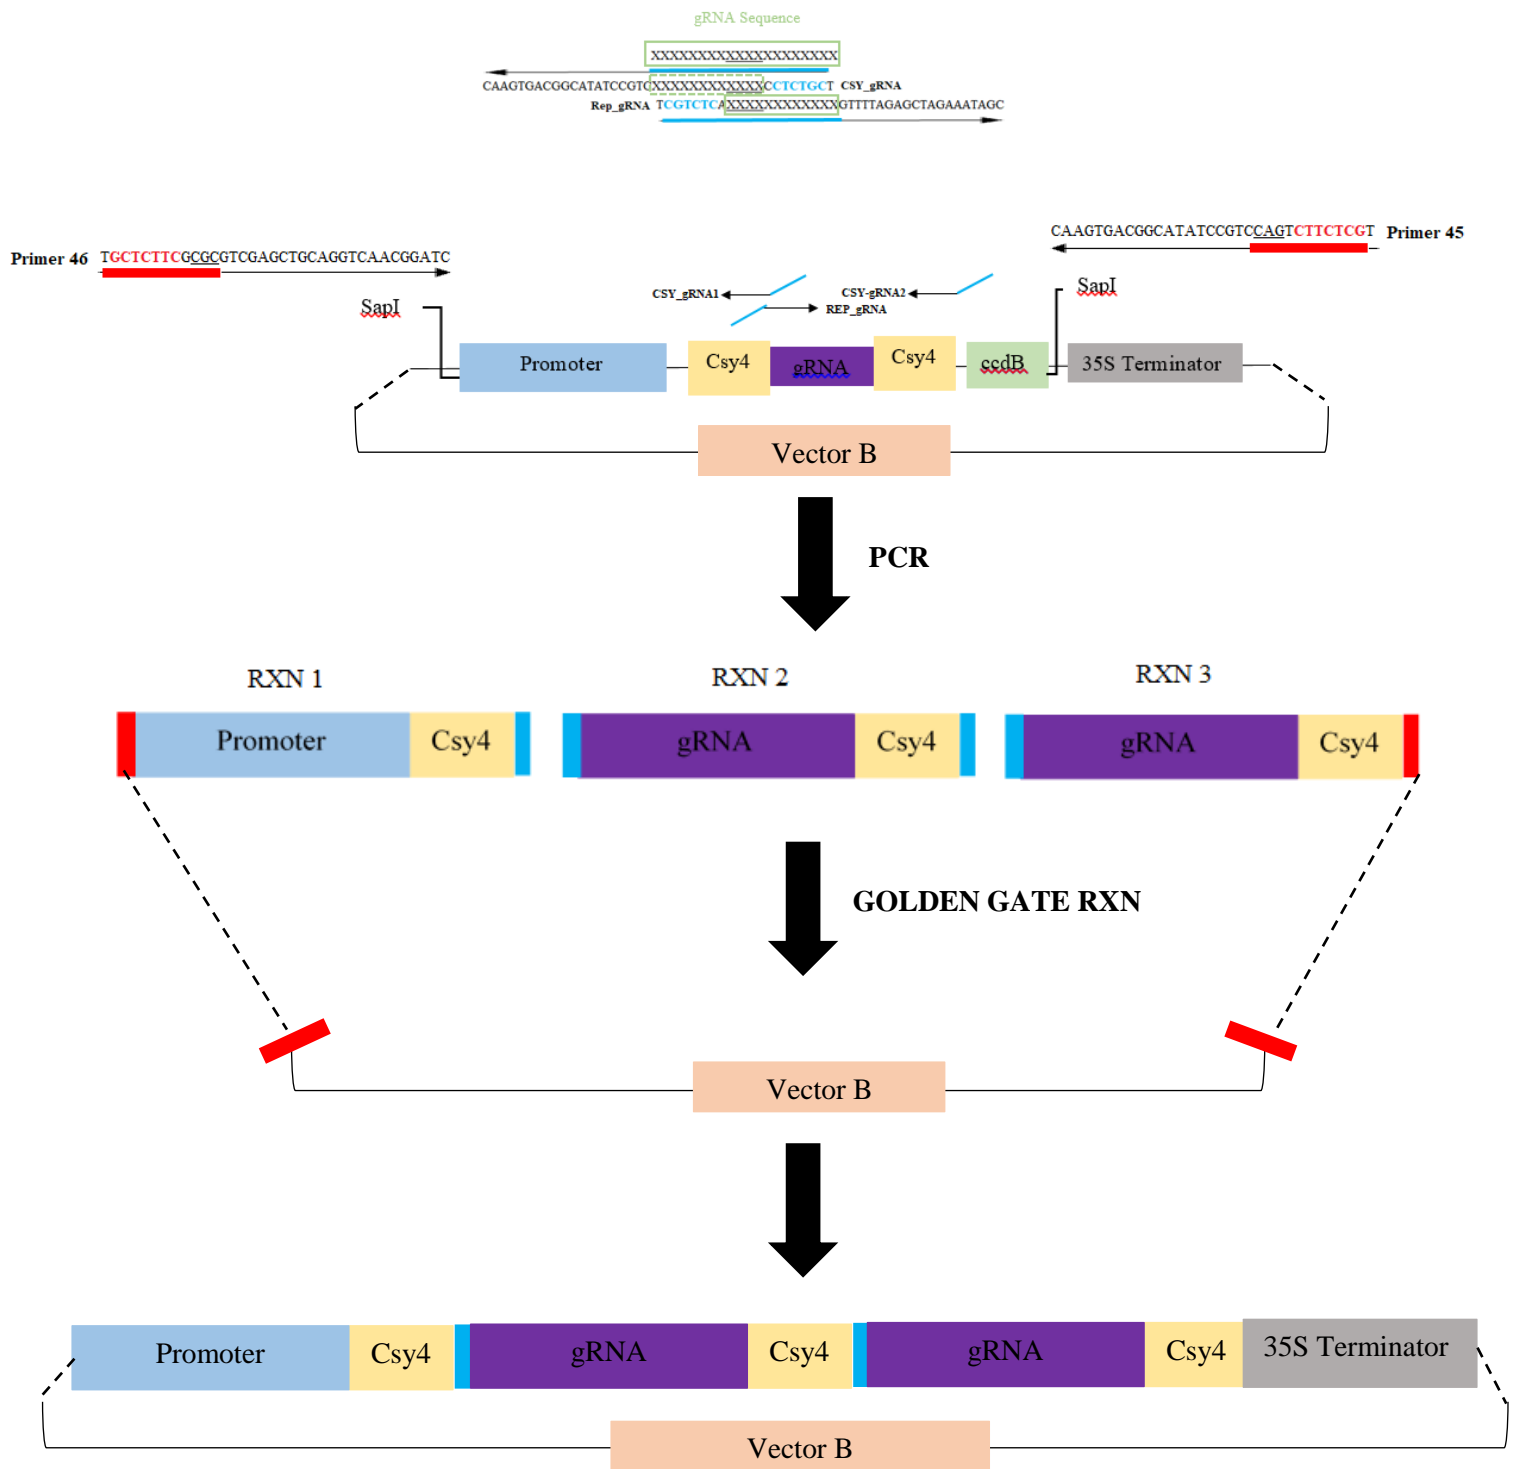 gRNA Sequence
XXXXXXXXXXXXXXXXXXXX
CAAGTGACGGCATATCCGTCXXXXXXXXXXXXCCTCTGCT CSY_gRNA
Rep_gRNA TCGTCTCAXXXXXXXXXXXXGTTTTAGAGCTAGAAATAGC
CAAGTGACGGCATATCCGTCCAGTCTTCTCGT Primer 45
Primer 46 TGCTCTTCGCGCGTCGAGCTGCAGGTCAACGGATC
SapI
SapI
CSY_gRNA1
CSY-gRNA2
REP_gRNA
Promoter
Csy4
gRNA
Csy4
ccdB
35S Terminator
Vector B
PCR
RXN 1
RXN 2
RXN 3
Promoter
Csy4
gRNA
Csy4
gRNA
Csy4
GOLDEN GATE RXN
Vector B
Promoter
Csy4
gRNA
Csy4
gRNA
Csy4
35S Terminator
Vector B